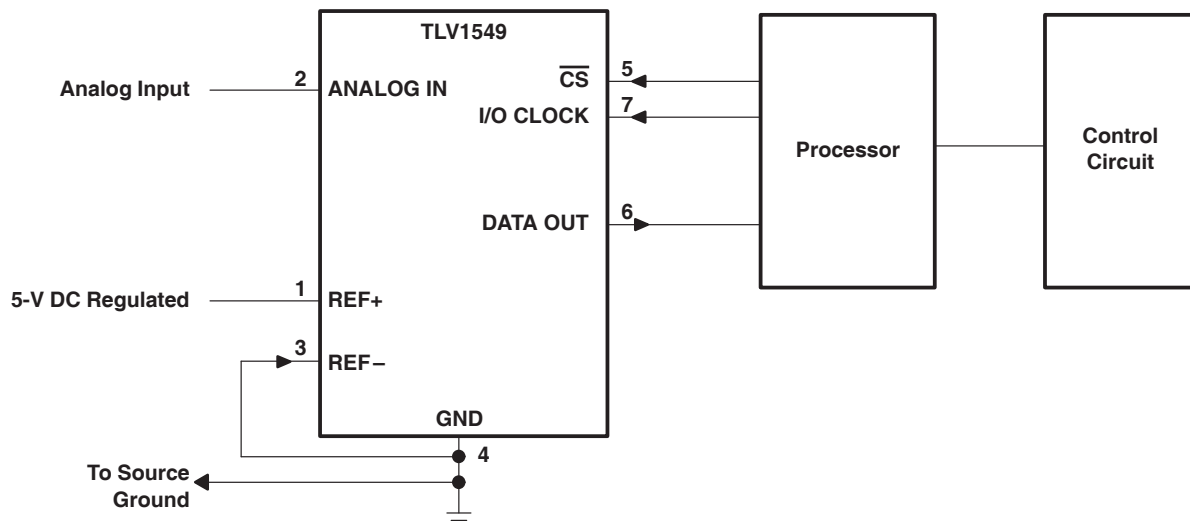 TLV1549
Analog Input
2
ANALOG IN
CS
5
I/O CLOCK
7
Processor
Control
Circuit
DATA OUT
6
5-V DC Regulated
1
REF+
3
REF−
GND
4
To Source
Ground